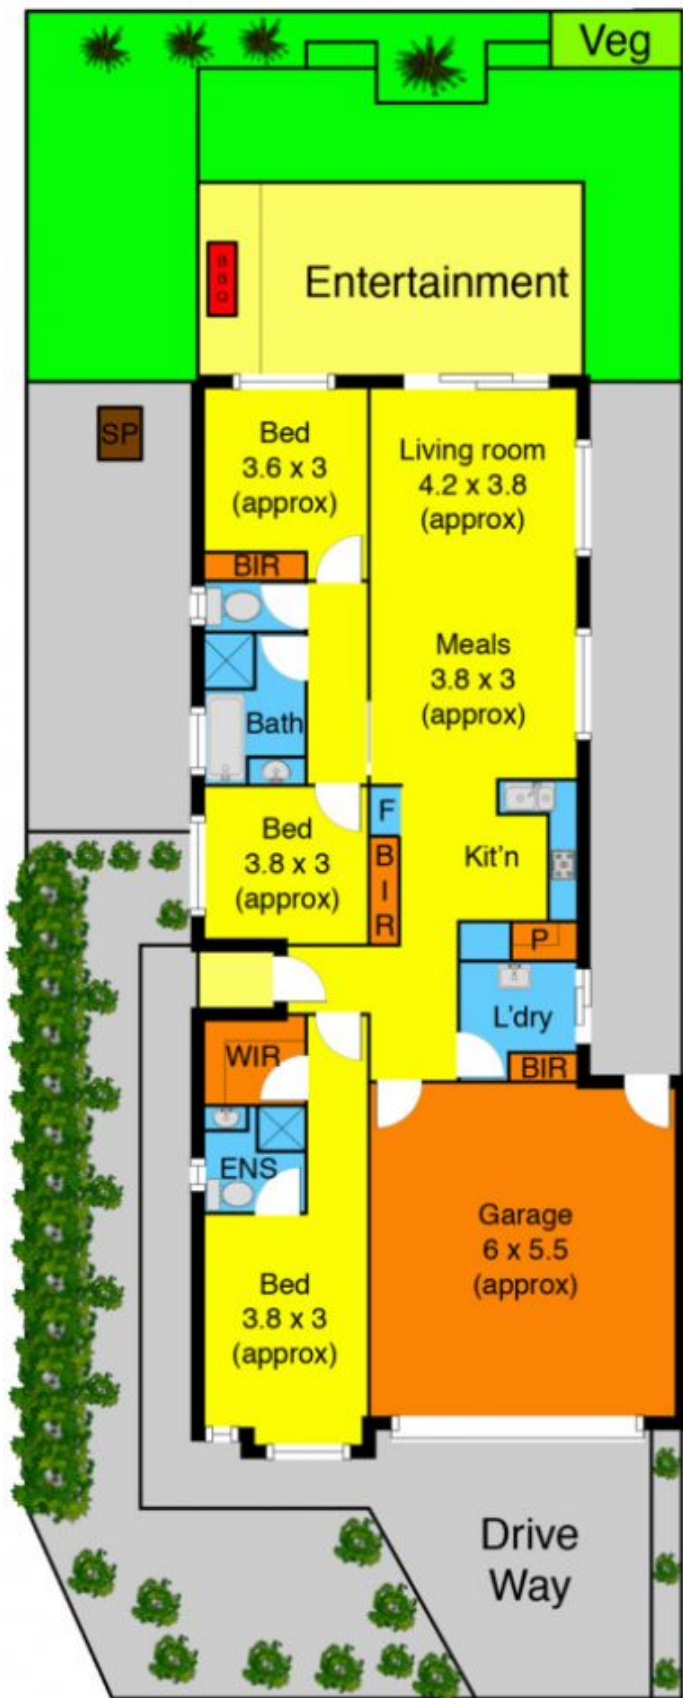 Veg
B
B
Q
Entertainment
SP
Bed
3.6 x 3
(approx)
Living room
4.2 x 3.8
(approx)
BIR
Meals
3.8 x 3
(approx)
Bath
F
Bed
3.8 x 3
(approx)
B
I
R
Kit'n
P
L'dry
WIR
BIR
ENS
Garage
6 x 5.5
(approx)
Bed
3.8 x 3
(approx)
Drive
Way